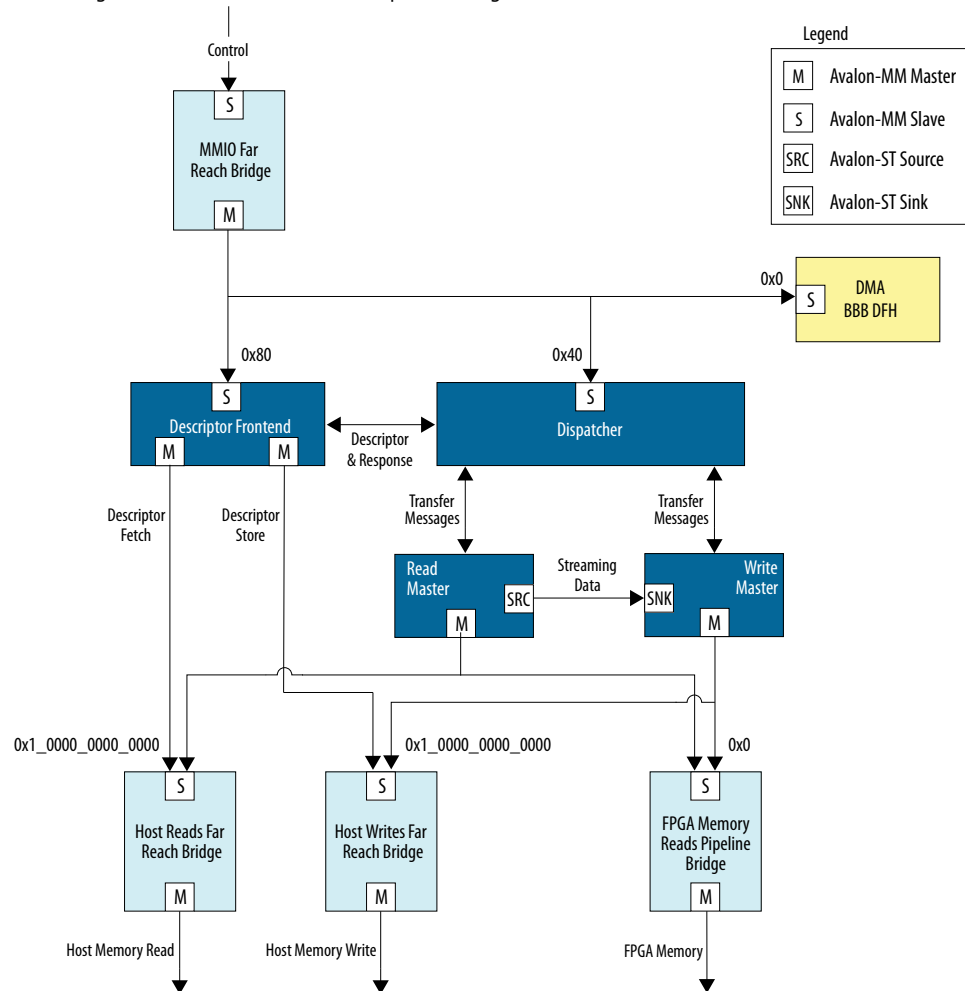 Control
S
MMIO Far
Reach Bridge
M
Legend
M Avalon-MM Master
S Avalon-MM Slave
SRC Avalon-ST Source
SNK Avalon-ST Sink
0x0
S
DMA
BBB DFH
0x80
0x40
S
Descriptor Frontend
M
M
Descriptor
& Response
S
Dispatcher
Descriptor
Fetch
Descriptor
Store
Transfer
Messages
Transfer
Messages
Read
Master
SRC
M
Streaming
Data
Write
Master
SNK
M
0x1_0000_0000_0000
0x1_0000_0000_0000
0x0
S
Host Reads Far
Reach Bridge
M
S
Host Writes Far
Reach Bridge
M
S
FPGA Memory
Reads Pipeline
Bridge
M
Host Memory Read
Host Memory Write
FPGA Memory